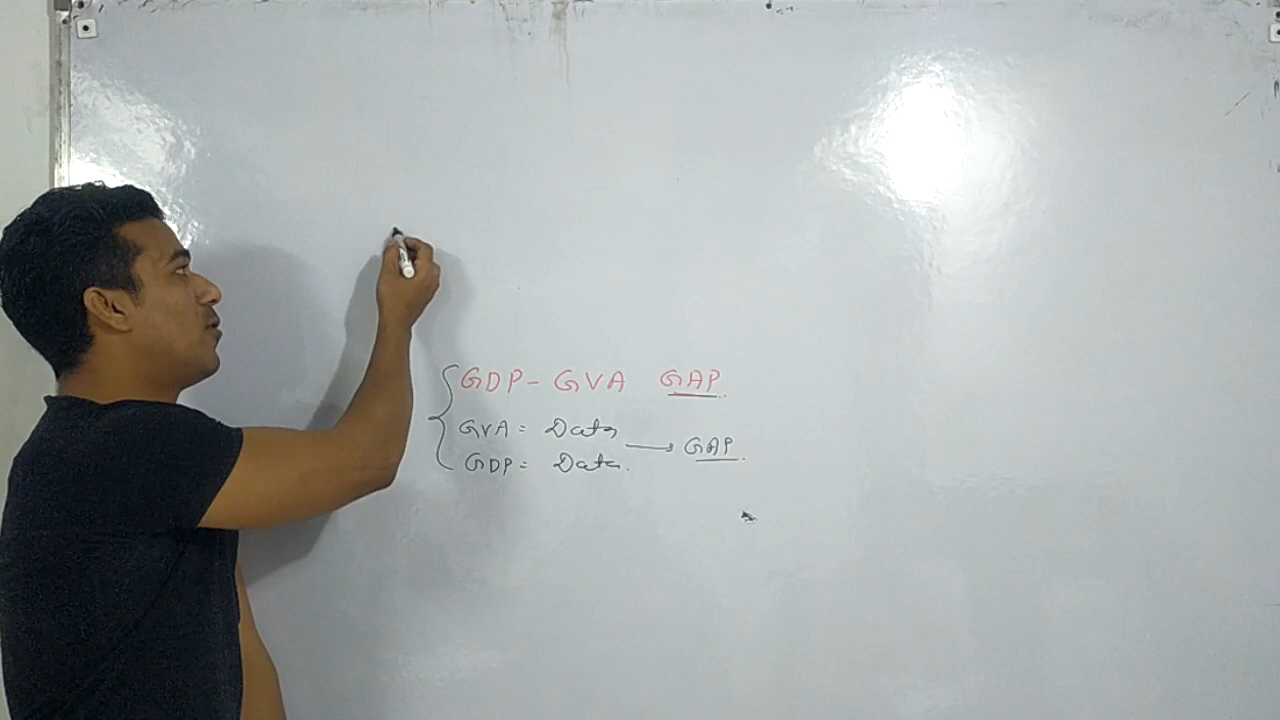 GDP - GVA GAP.
GVA = Data
GDP = Data. → GAP.